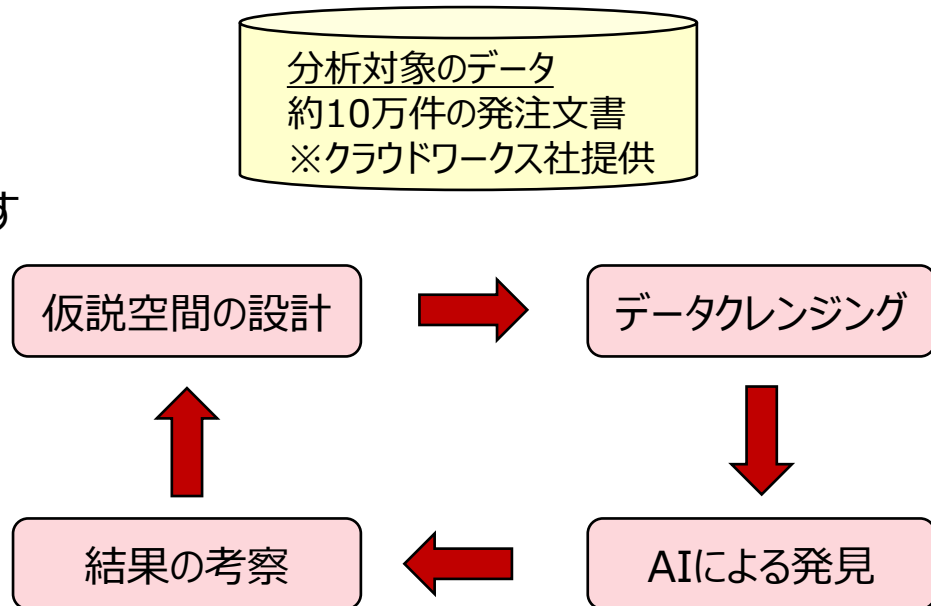 分析対象のデータ
約10万件の発注文書
※クラウドワークス社提供
す
仮説空間の設計
データクレンジング
結果の考察
AIによる発見